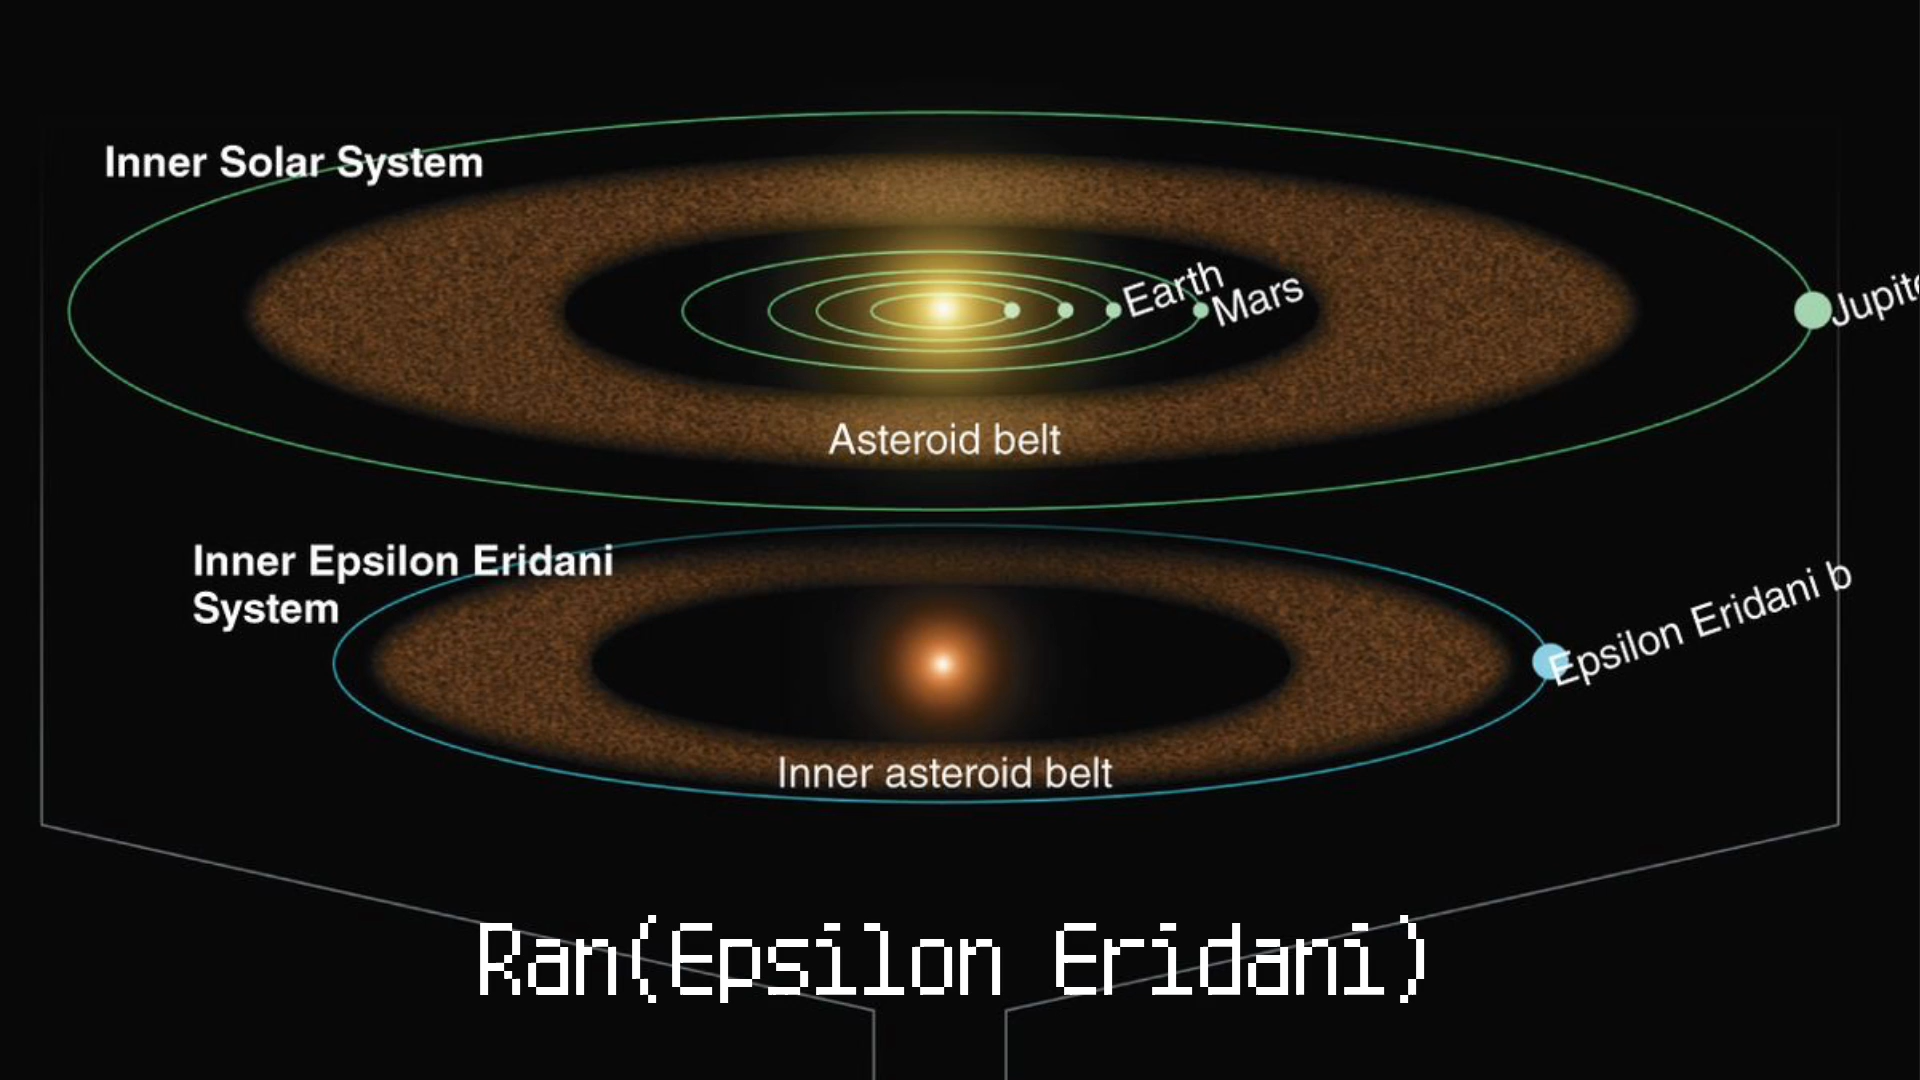 Inner Solar System
Earth
Mars
Jupite
Asteroid belt
Inner Epsilon Eridani
System
Epsilon Eridani b
Inner asteroid belt
Ran(Epsilon Eridani)